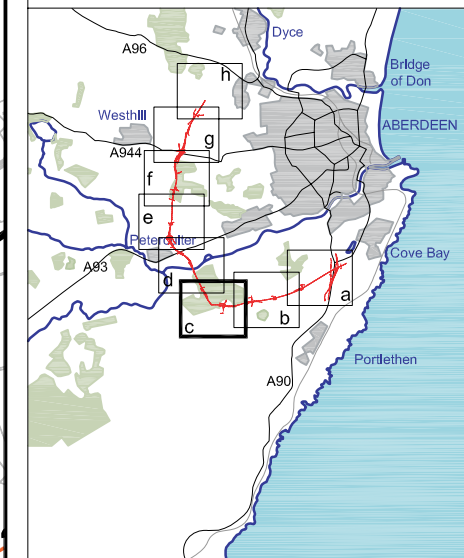 Dyce
A96
h
Bridge
of Don
Westhill
ABERDEEN
g
A944
f
e
Peterculter
Cove Bay
A93
d
a
c
b
Portlethen
A90